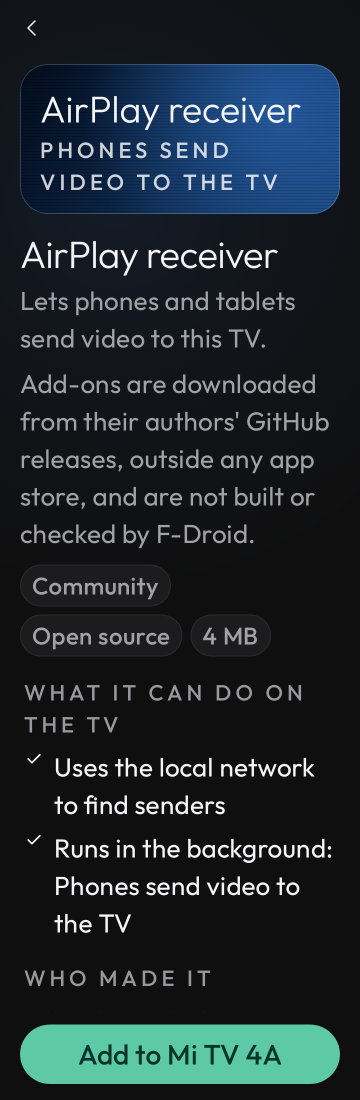 AirPlay receiver
PHONES SEND
VIDEO TO THE TV
AirPlay receiver
Lets phones and tablets
send video to this TV.
Add-ons are downloaded
from their authors' GitHub
releases, outside any app
store, and are not built or
checked by F-Droid.
Community
Open source
4 MB
WHAT IT CAN DO ON
THE TV
Uses the local network
to find senders
Runs in the background:
Phones send video to
the TV
WHO MADE IT
Add to Mi TV 4A